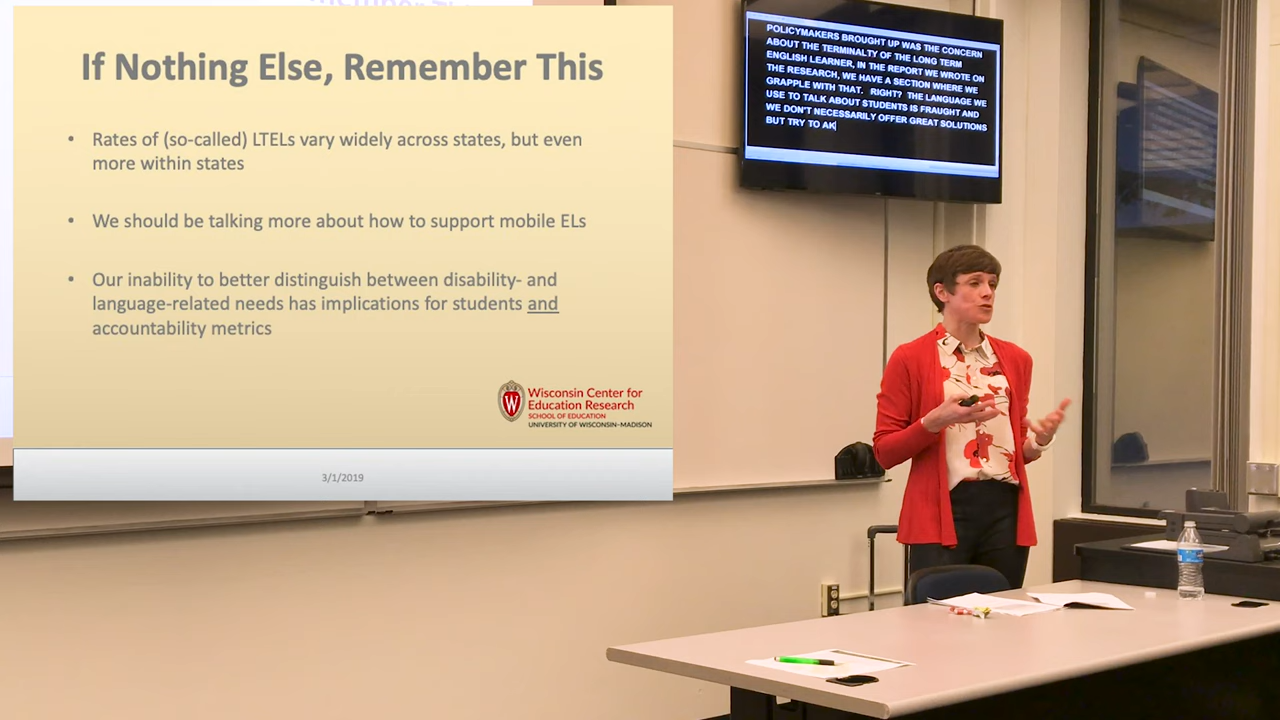 If Nothing Else, Remember This
• Rates of (so-called) LTELs vary widely across states, but even
more within states
• We should be talking more about how to support mobile ELs
• Our inability to better distinguish between disability- and
language-related needs has implications for students and
accountability metrics
W
Wisconsin Center for
Education Research
SCHOOL OF EDUCATION
UNIVERSITY OF WISCONSIN–MADISON
3/1/2019
POLICYMAKERS BROUGHT UP WAS THE CONCERN
ABOUT THE TERMINALTY OF THE LONG TERM
ENGLISH LEARNER, IN THE REPORT WE WROTE ON
THE RESEARCH, WE HAVE A SECTION WHERE WE
GRAPPLE WITH THAT. RIGHT? THE LANGUAGE WE
USE TO TALK ABOUT STUDENTS IS FRAUGHT AND
WE DON'T NECESSARILY OFFER GREAT SOLUTIONS
BUT TRY TO AK